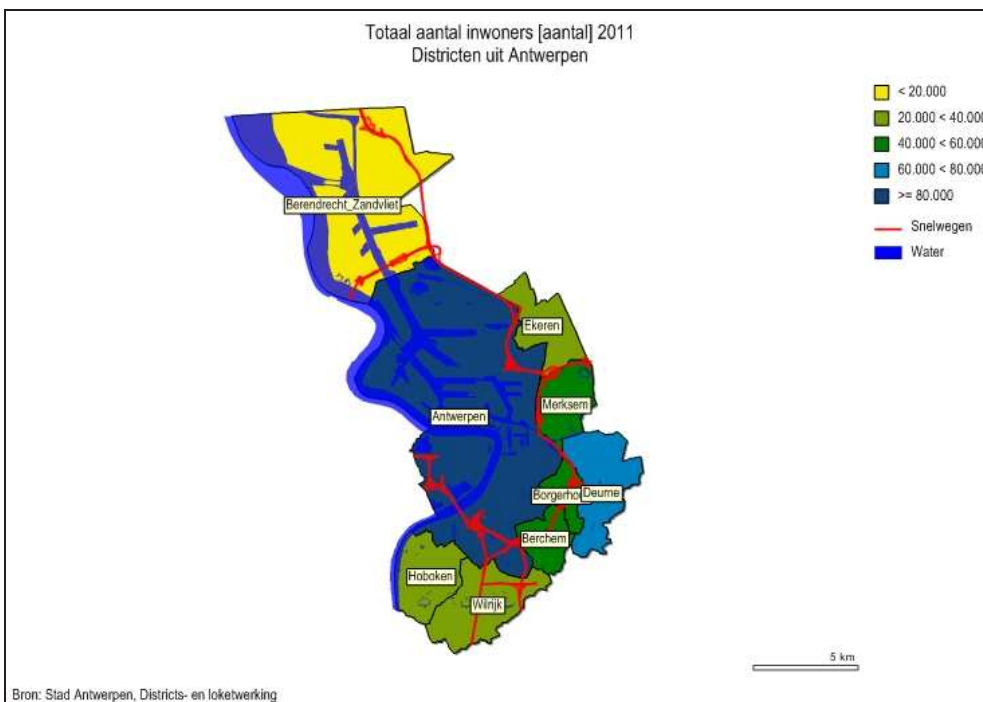 Totaal aantal inwoners [aantal] 2011
Districten uit Antwerpen
< 20.000
20.000 < 40.000
40.000 < 60.000
60.000 < 80.000
>= 80.000
Snelwegen
Water
Berendrecht_Zandvliet
Ekeren
Merksem
Antwerpen
Borgerho
Deurne
Berchem
Hoboken
Wilrijk
5 km
Bron: Stad Antwerpen, Districts- en loketwerking